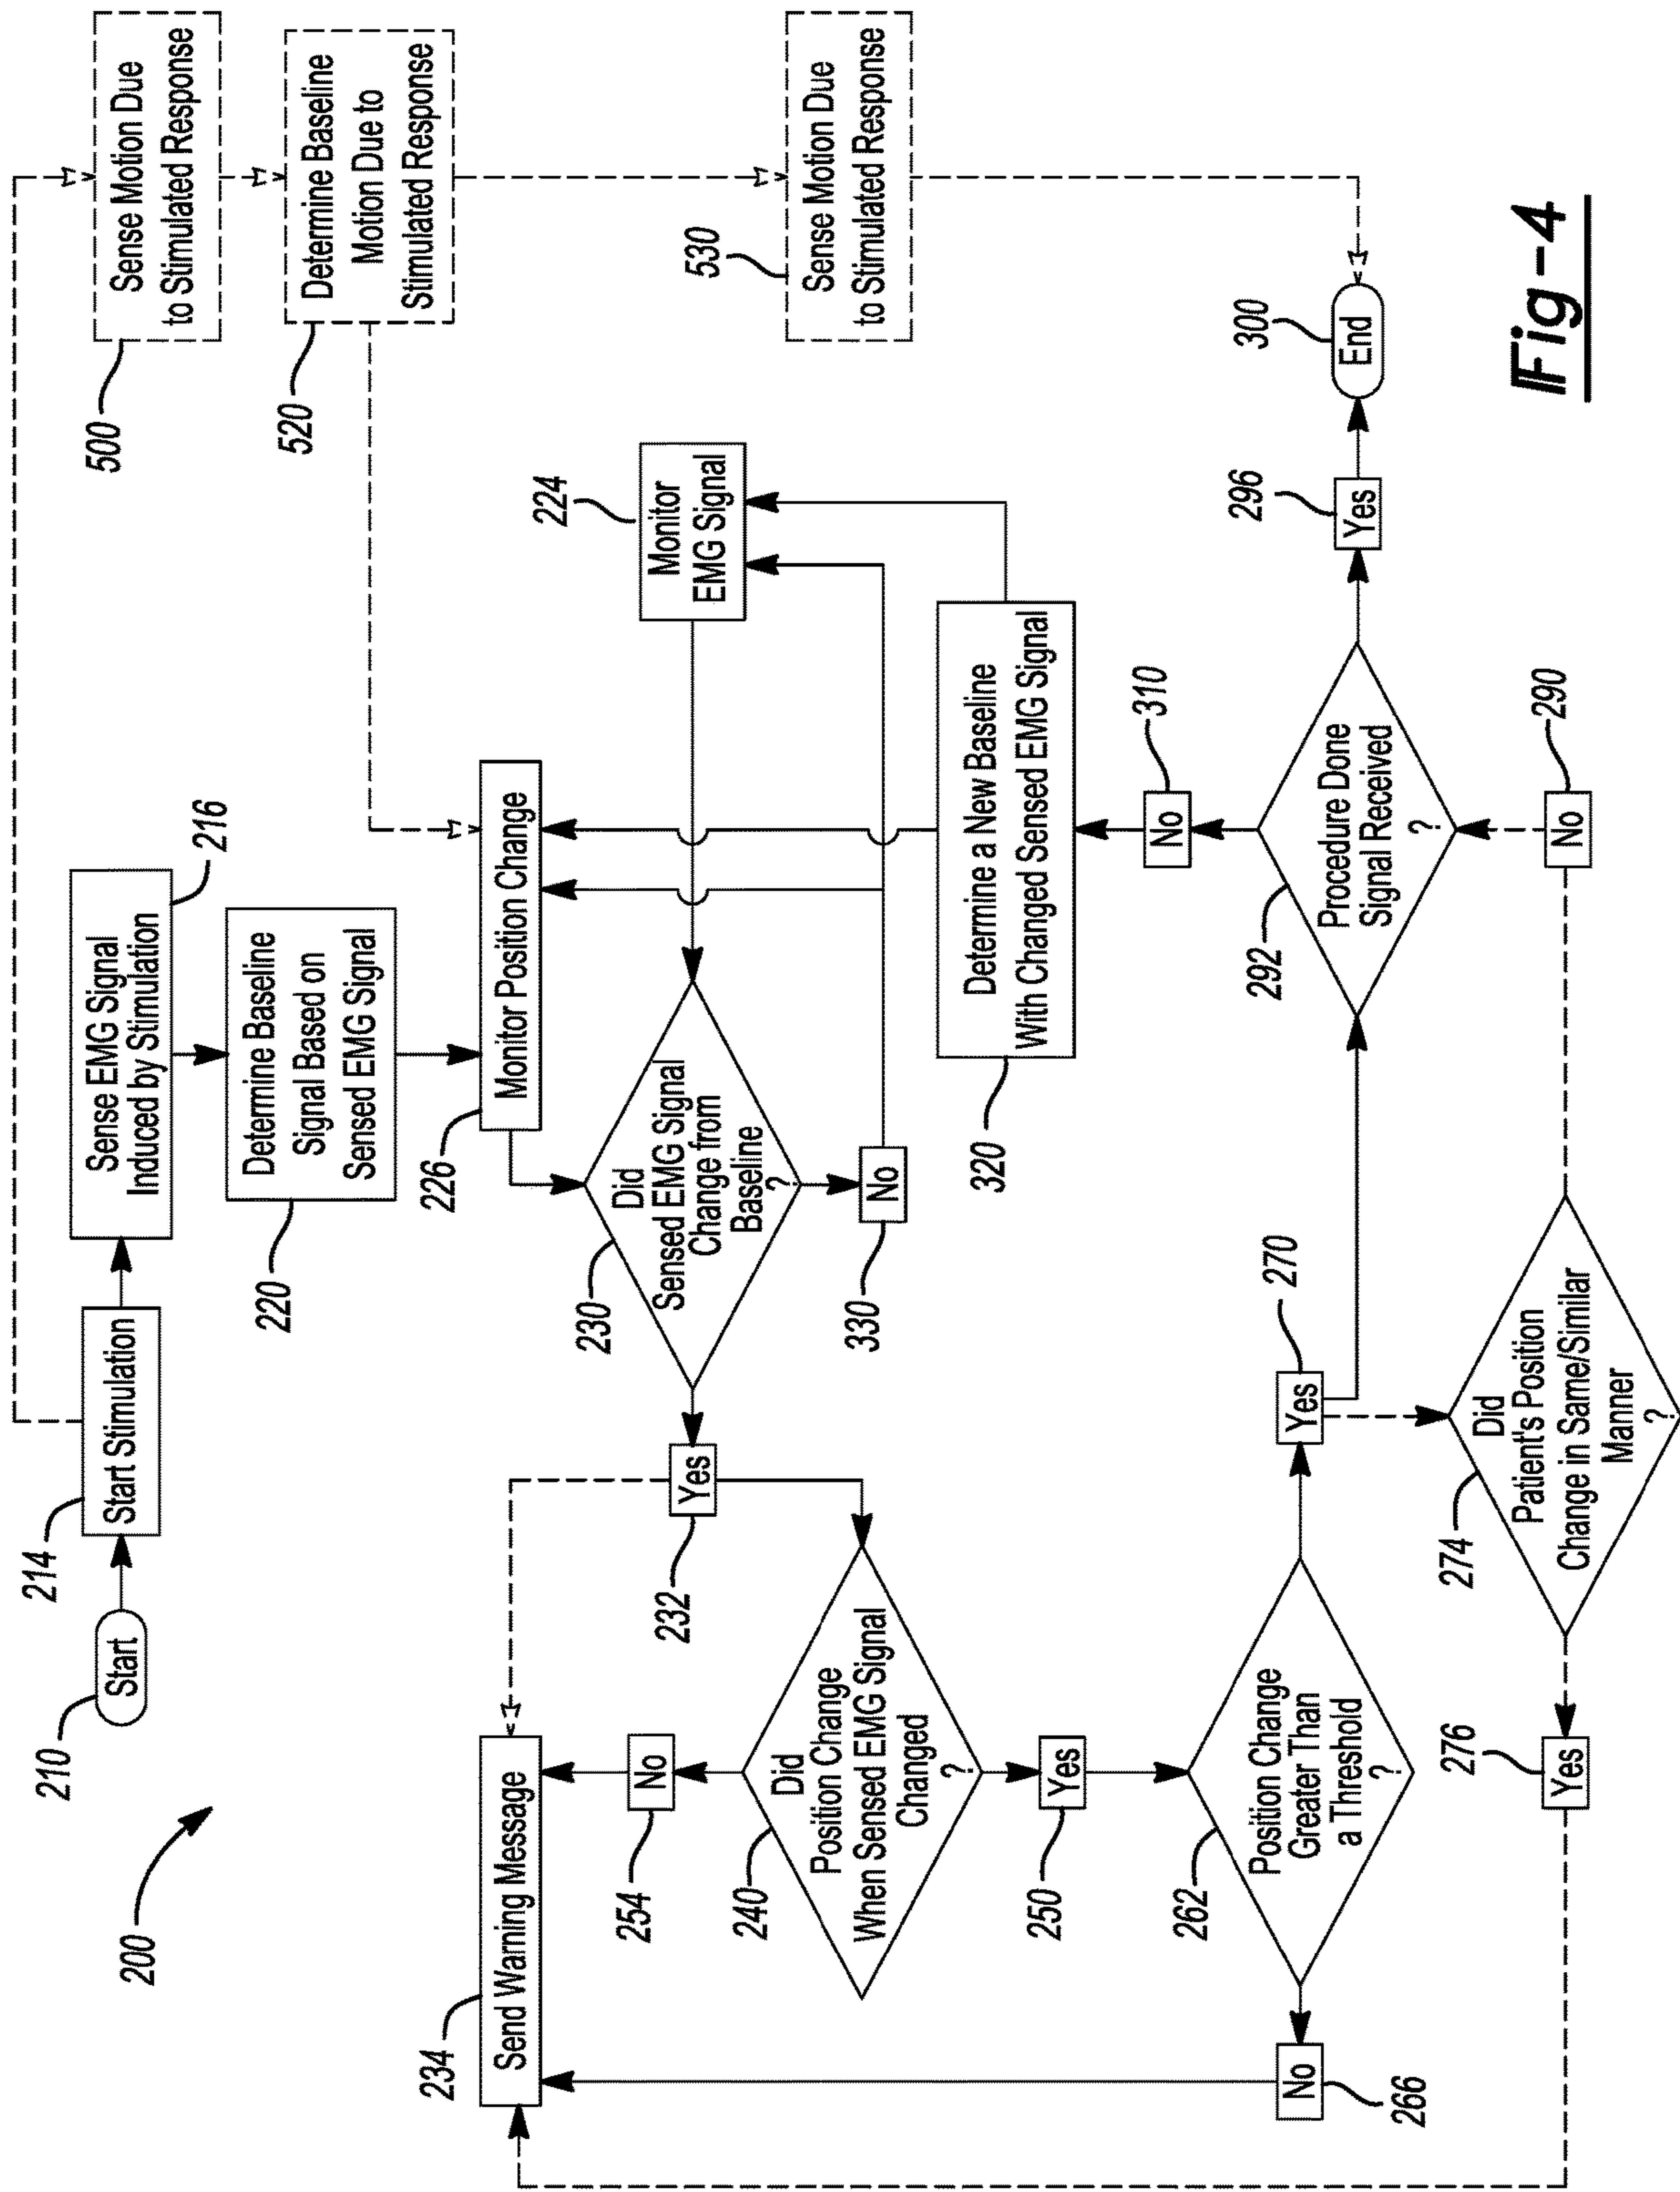 200
210
Start
214
Start Stimulation
216
Sense EMG Signal
Induced by Stimulation
220
Determine Baseline
Signal Based on
Sensed EMG Signal
500
Sense Motion Due
to Stimulated Response
520
Determine Baseline
Motion Due to
Stimulated Response
530
Sense Motion Due
to Stimulated Response
226
Monitor Position Change
224
Monitor
EMG Signal
230
Did
Sensed EMG Signal
Change from
Baseline
?
232
Yes
330
No
234
Send Warning Message
254
No
240
Did
Position Change
When Sensed EMG Signal
Changed
?
250
Yes
262
Position Change
Greater Than
a Threshold
?
266
No
270
Yes
274
Did
Patient's Position
Change in Same/Similar
Manner
?
276
Yes
290
No
292
Procedure Done
Signal Received
?
296
Yes
300
End
310
No
320
Determine a New Baseline
With Changed Sensed EMG Signal
Fig-4